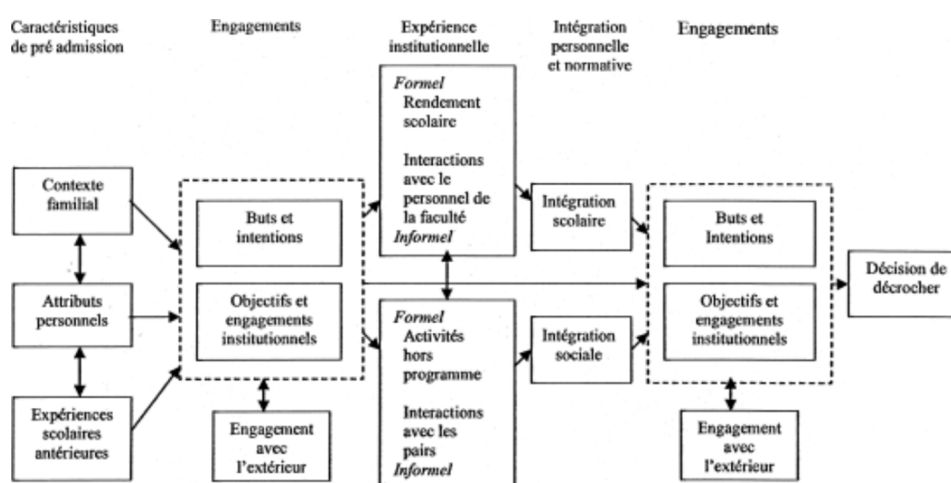 Caractéristiques
de pré admission
Engagements
Expérience
institutionnelle
Intégration
personnelle
et normative
Engagements
Contexte
familial
Attributs
personnels
Expériences
scolaires
antérieures
Buts et
intentions
Objectifs et
engagements
institutionnels
Engagement
avec
l'extérieur
Formel
Rendement
scolaire
Interactions
avec le
personnel de
la faculté
Informel
Formel
Activités
hors
programme
Interactions
avec les
pairs
Informel
Intégration
scolaire
Intégration
sociale
Buts et
Intentions
Objectifs et
engagements
institutionnels
Engagement
avec
l'extérieur
Décision de
décrocher